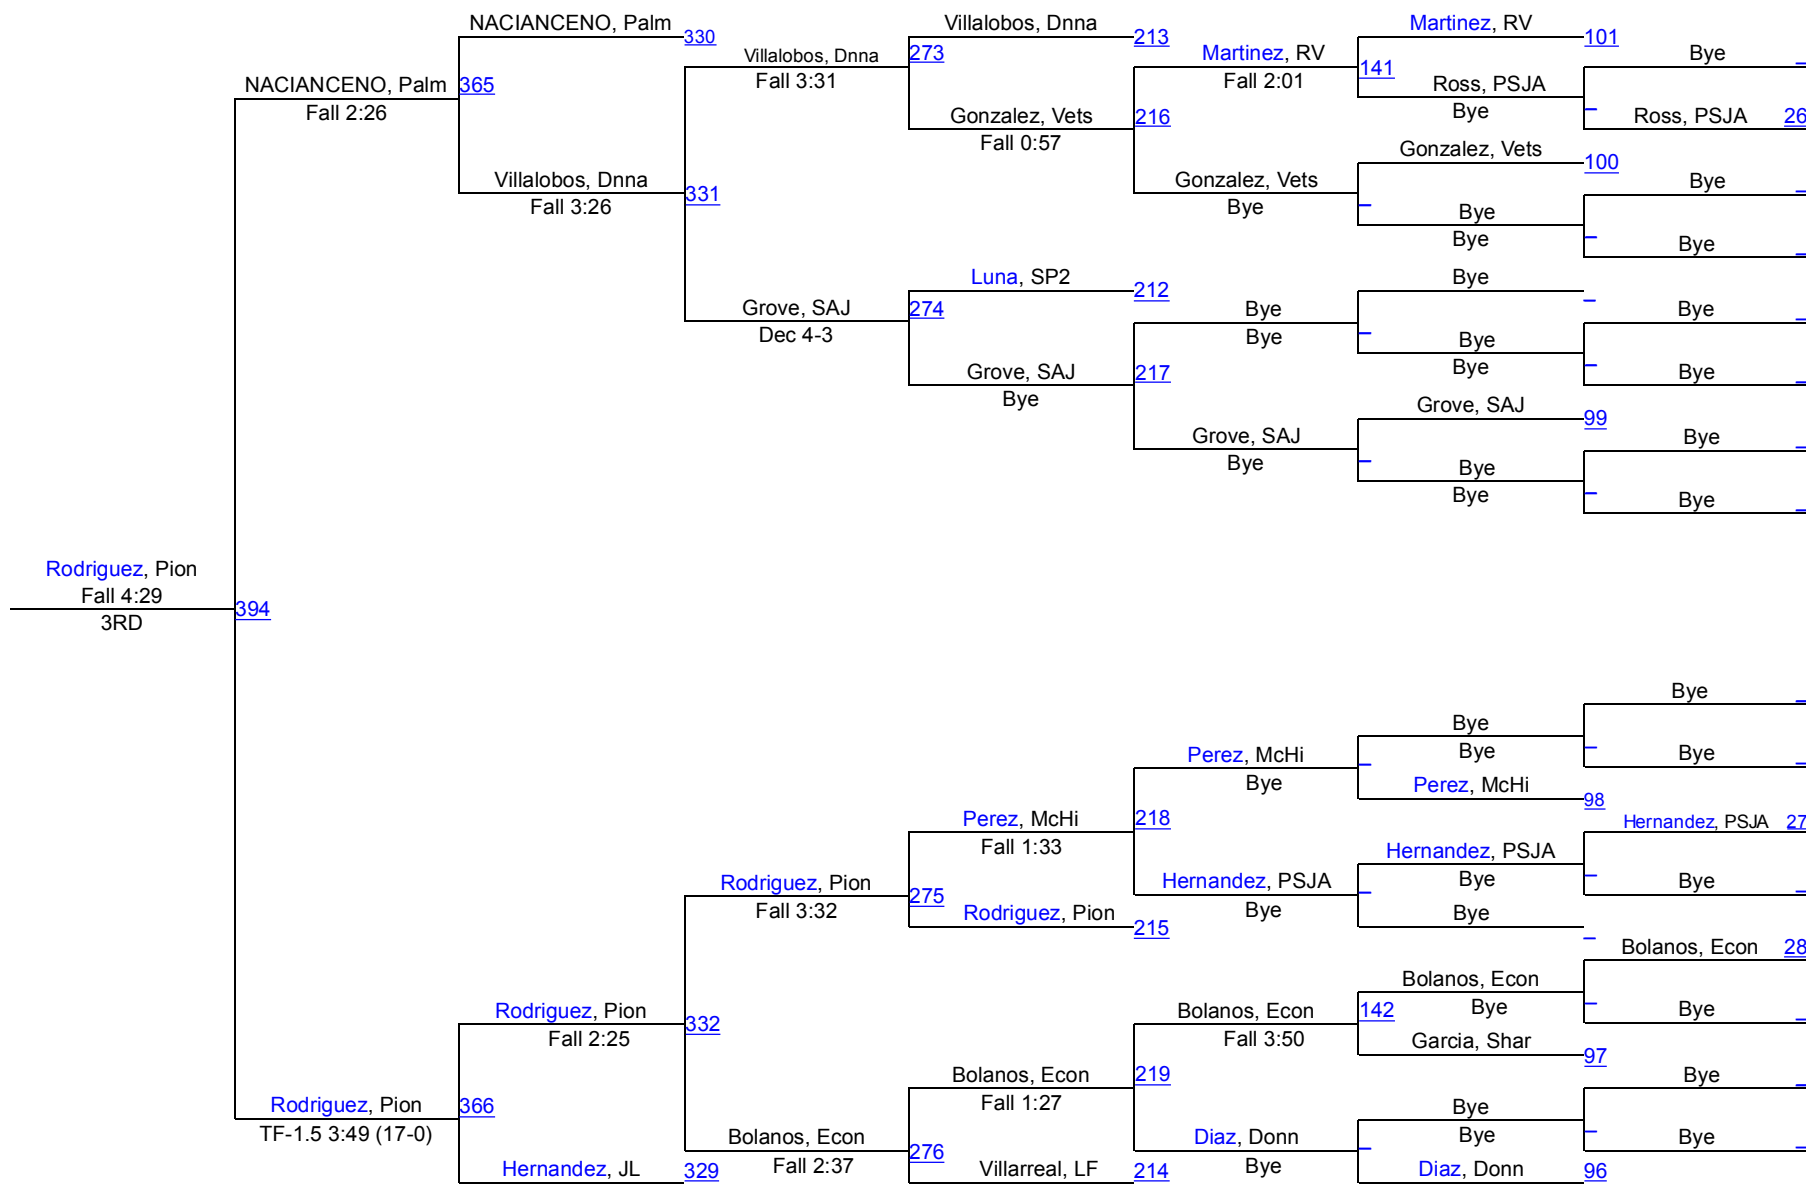 NACIANCENO, Palm
330
Villalobos, Dnna
213
Martinez, RV
101
Bye
NACIANCENO, Palm
Fall 2:26
365
Villalobos, Dnna
Fall 3:31
273
Martinez, RV
Fall 2:01
141
Ross, PSJA
Bye
Ross, PSJA 26
Gonzalez, Vets
Fall 0:57
216
Gonzalez, Vets
100
Bye
Villalobos, Dnna
Fall 3:26
331
Gonzalez, Vets
Bye
Bye
Bye
Bye
Luna, SP2
212
Bye
Bye
Grove, SAJ
Dec 4-3
274
Bye
Bye
Bye
Bye
Bye
Grove, SAJ
Bye
217
Grove, SAJ
99
Bye
Grove, SAJ
Bye
Bye
Bye
Bye
Rodriguez, Pion
Fall 4:29
3RD
394
Bye
Bye
Bye
Bye
Perez, McHi
Bye
Perez, McHi
98
Perez, McHi
Fall 1:33
218
Hernandez, PSJA 27
Hernandez, PSJA
Bye
Rodriguez, Pion
Fall 3:32
275
Hernandez, PSJA
Bye
Bye
Rodriguez, Pion
215
Bye
Bolanos, Econ 28
Rodriguez, Pion
Fall 2:25
332
Bolanos, Econ
Fall 3:50
142
Bolanos, Econ
Bye
Bye
Garcia, Shar
97
Bolanos, Econ
Fall 1:27
219
Bye
Rodriguez, Pion
TF-1.5 3:49 (17-0)
366
Bye
Bye
Bolanos, Econ
Fall 2:37
276
Diaz, Donn
Bye
Bye
Hernandez, JL
329
Villarreal, LF
214
Diaz, Donn
96